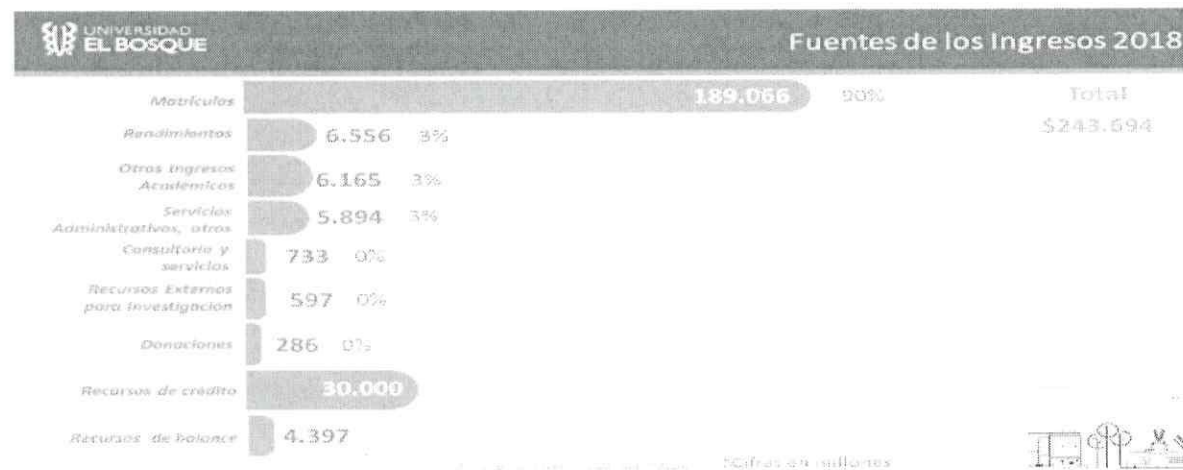 UNIVERSIDAD
EL BOSQUE
Fuentes de los Ingresos 2018
Matrículas 189.066 90%
Total
$243.694
Rendimientos 6.556 3%
Otros Ingresos
Académicos 6.165 3%
Servicios
Administrativos, otros 5.894 3%
Consultoría y
servicios 733 0%
Recursos Externos
para Investigación 597 0%
Donaciones 286 0%
Recursos de crédito 30.000
Recursos de balance 4.397
*Cifras en millones